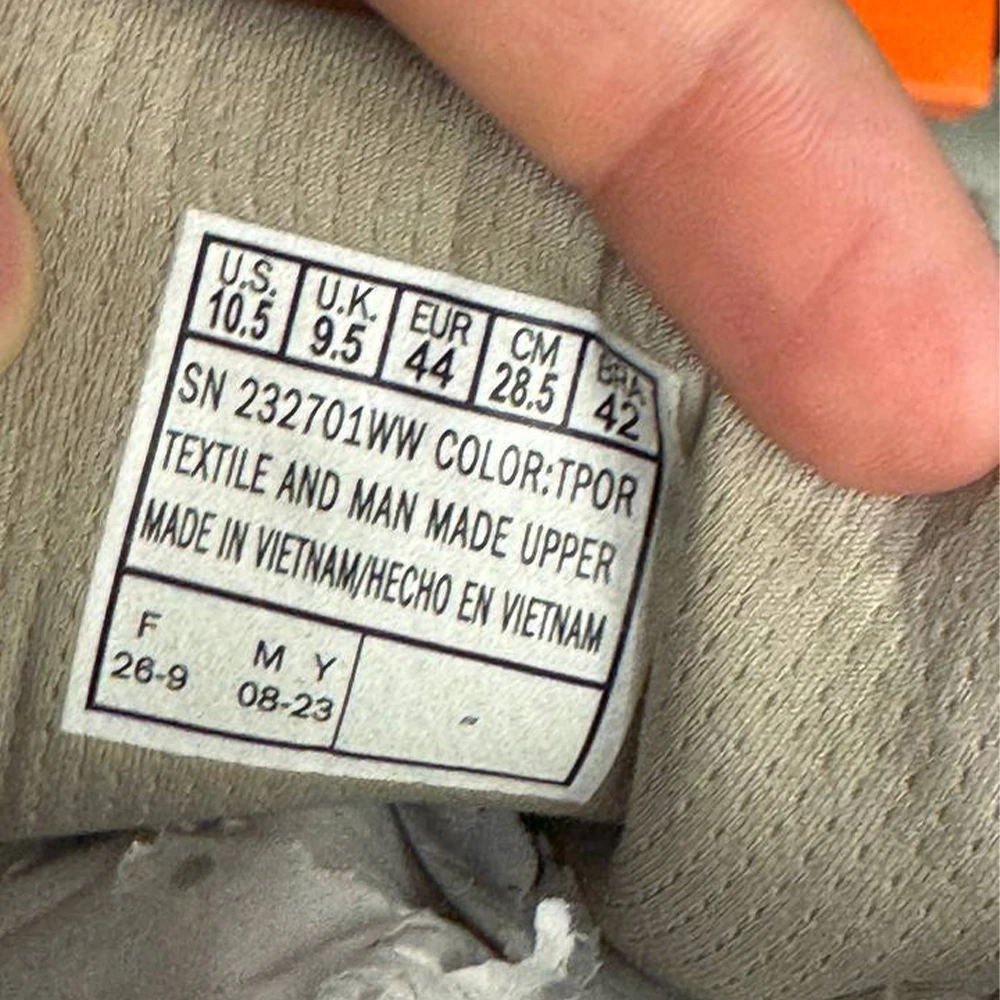 U.S. U.K. EUR CM BRA
10.5 9.5 44 28.5 42
SN 232701WW COLOR:TPOR
TEXTILE AND MAN MADE UPPER
MADE IN VIETNAM/HECHO EN VIETNAM
F M Y
26-9 08-23
-